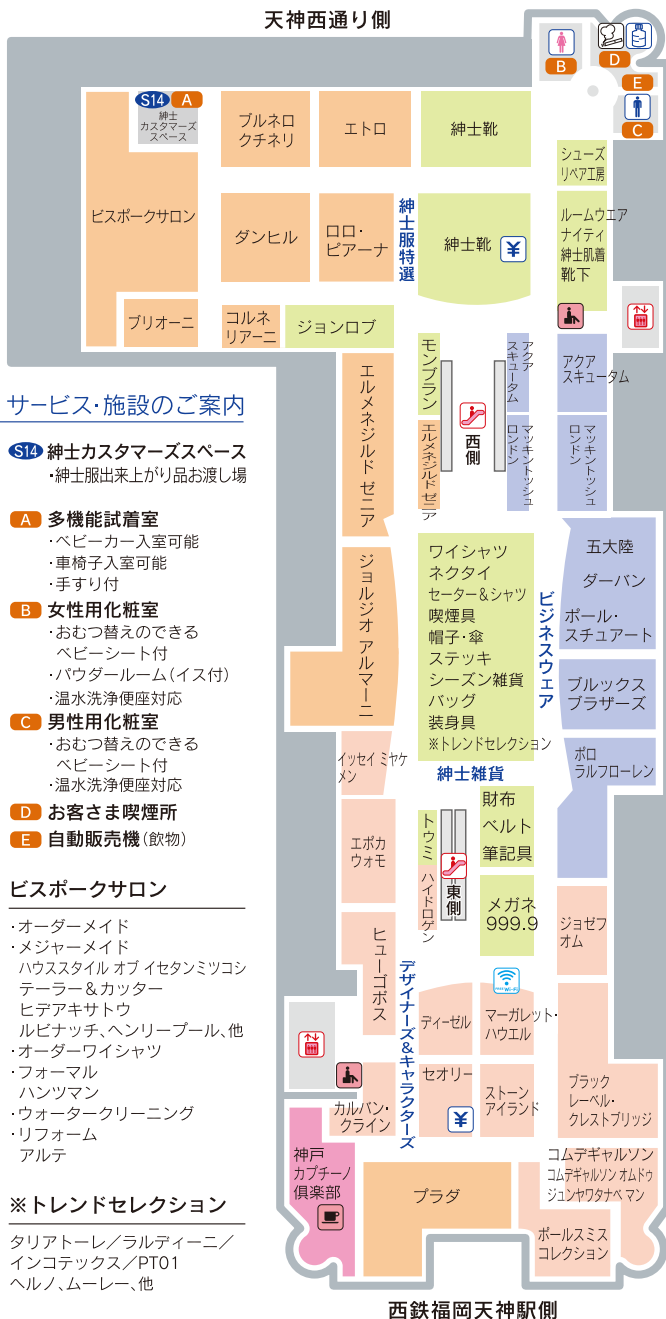 天神西通り側
S14 A
紳士
カスタマーズ
スペース
ブルネロ
クチネリ
エトロ
紳士靴
B
D
E
C
シューズ
リペア工房
ビスポークサロン
ダンヒル
ロロ・
ピアーナ
紳士服特選
紳士靴
¥
ルームウエア
ナイティ
紳士肌着
靴下
ブリオーニ
コルネ
リアーニ
ジョンロブ
エルメネジルド ゼニア
モンブラン
エルメネジルド ゼニア
西側
アクア
スキュータム
マッキントッシュ
ロンドン
アクア
スキュータム
マッキントッシュ
ロンドン
サービス・施設のご案内
S14 紳士カスタマーズスペース
・紳士服出来上がり品お渡し場
A 多機能試着室
・ベビーカー入室可能
・車椅子入室可能
・手すり付
B 女性用化粧室
・おむつ替えのできる
ベビーシート付
・パウダールーム(イス付)
・温水洗浄便座対応
C 男性用化粧室
・おむつ替えのできる
ベビーシート付
・温水洗浄便座対応
D お客さま喫煙所
E 自動販売機(飲物)
ジョルジオ アルマーニ
ワイシャツ
ネクタイ
セーター&シャツ
喫煙具
帽子・傘
ステッキ
シーズン雑貨
バッグ
装身具
※トレンドセレクション
ビジネスウェア
五大陸
ダーバン
ポール・
スチュアート
ブルックス
ブラザーズ
イッセイ ミヤケ
メン
紳士雑貨
ポロ
ラルフローレン
エポカ
ウォモ
トウミ
ハイドロゲン
東側
財布
ベルト
筆記具
メガネ
999.9
ジョゼフ
オム
ヒューゴボス
デザイナーズ&キャラクターズ
ディーゼル
マーガレット・
ハウエル
セオリー
¥
ストーン
アイランド
ブラック
レーベル・
クレストブリッジ
カルバン・
クライン
神戸
カプチーノ
倶楽部
プラダ
コムデギャルソン
コムデギャルソン オムドゥ
ジュンヤワタナベ マン
ポールスミス
コレクション
ビスポークサロン
・オーダーメイド
・メジャーメイド
ハウススタイル オブ イセタンミツコシ
テーラー&カッター
ヒデアキサトウ
ルビナッチ、ヘンリープール、他
・オーダーワイシャツ
・フォーマル
ハンツマン
・ウォータークリーニング
・リフォーム
アルテ
※トレンドセレクション
タリアトーレ/ラルディーニ/
インコテックス/PT01
ヘルノ、ムーレー、他
西鉄福岡天神駅側